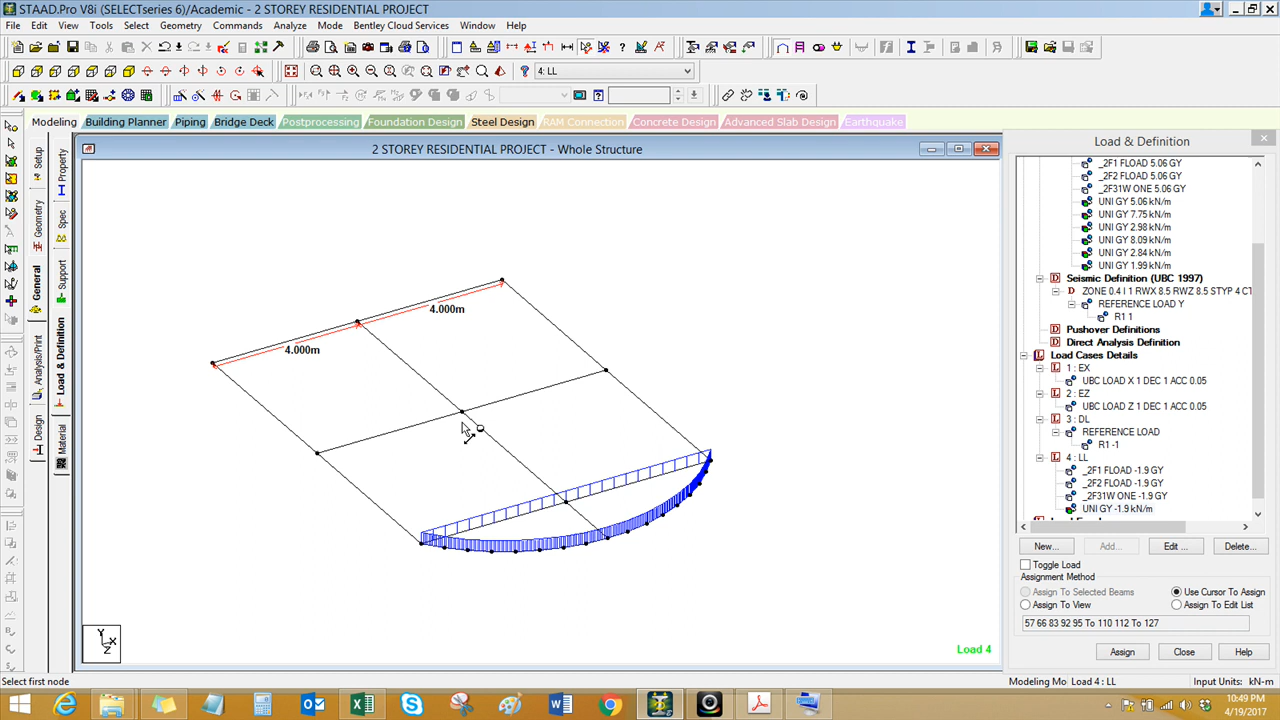 STAAD.Pro V8i (SELECTseries 6)/Academic - 2 STOREY RESIDENTIAL PROJECT
File Edit View Tools Select Geometry Commands Analyze Mode Bentley Cloud Services Window Help
4: LL
Modeling Building Planner Piping Bridge Deck Postprocessing Foundation Design Steel Design RAM Connection Concrete Design Advanced Slab Design Earthquake
2 STOREY RESIDENTIAL PROJECT - Whole Structure
Setup
Geometry
General
Analysis/Print
Design
Property
Spec
Support
Load & Definition
Material
4.000m
4.000m
Y
X
Z
Load 4
Load & Definition
_2F1 FLOAD 5.06 GY
_2F2 FLOAD 5.06 GY
_2F31W ONE 5.06 GY
UNI GY 5.06 kN/m
UNI GY 7.75 kN/m
UNI GY 2.98 kN/m
UNI GY 8.09 kN/m
UNI GY 2.84 kN/m
UNI GY 1.99 kN/m
Seismic Definition (UBC 1997)
ZONE 0.4 I 1 RWX 8.5 RWZ 8.5 STYP 4 CT
REFERENCE LOAD Y
R1 1
Pushover Definitions
Direct Analysis Definition
Load Cases Details
1 : EX
UBC LOAD X 1 DEC 1 ACC 0.05
2 : EZ
UBC LOAD Z 1 DEC 1 ACC 0.05
3 : DL
REFERENCE LOAD
R1 -1
4 : LL
_2F1 FLOAD -1.9 GY
_2F2 FLOAD -1.9 GY
_2F31W ONE -1.9 GY
UNI GY -1.9 kN/m
New... Add... Edit ... Delete...
Toggle Load
Assignment Method
Assign To Selected Beams Use Cursor To Assign
Assign To View Assign To Edit List
57 66 83 92 95 To 110 112 To 127
Assign Close Help
Select first node
Modeling Mo Load 4 : LL Input Units: kN-m
10:49 PM
4/19/2017